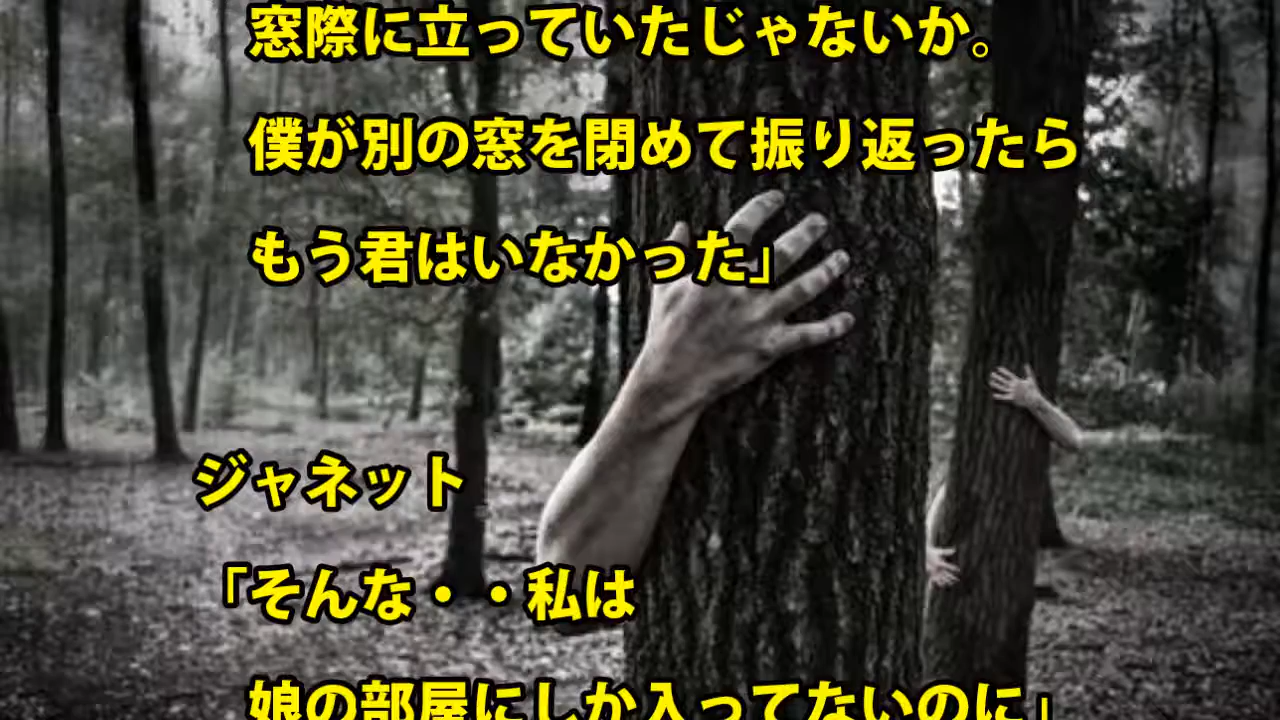 窓際に立っていたじゃないか。
僕が別の窓を閉めて振り返ったら
もう君はいなかった」
ジャネット
「そんな・・私は
娘の部屋にしか入ってないのに」